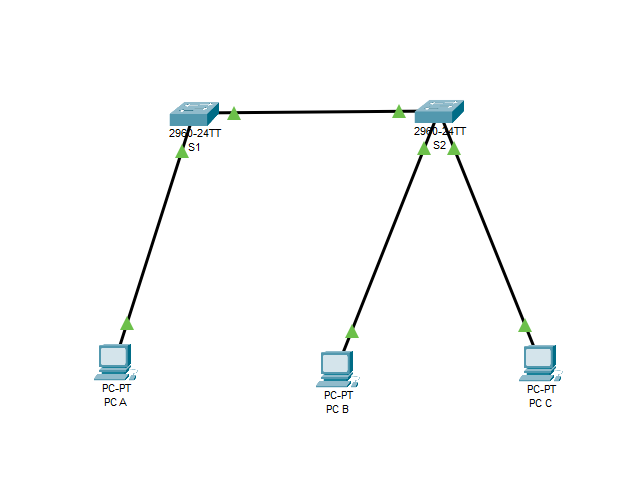 2960-24TT
S1
2960-24TT
S2
PC-PT
PC A
PC-PT
PC B
PC-PT
PC C